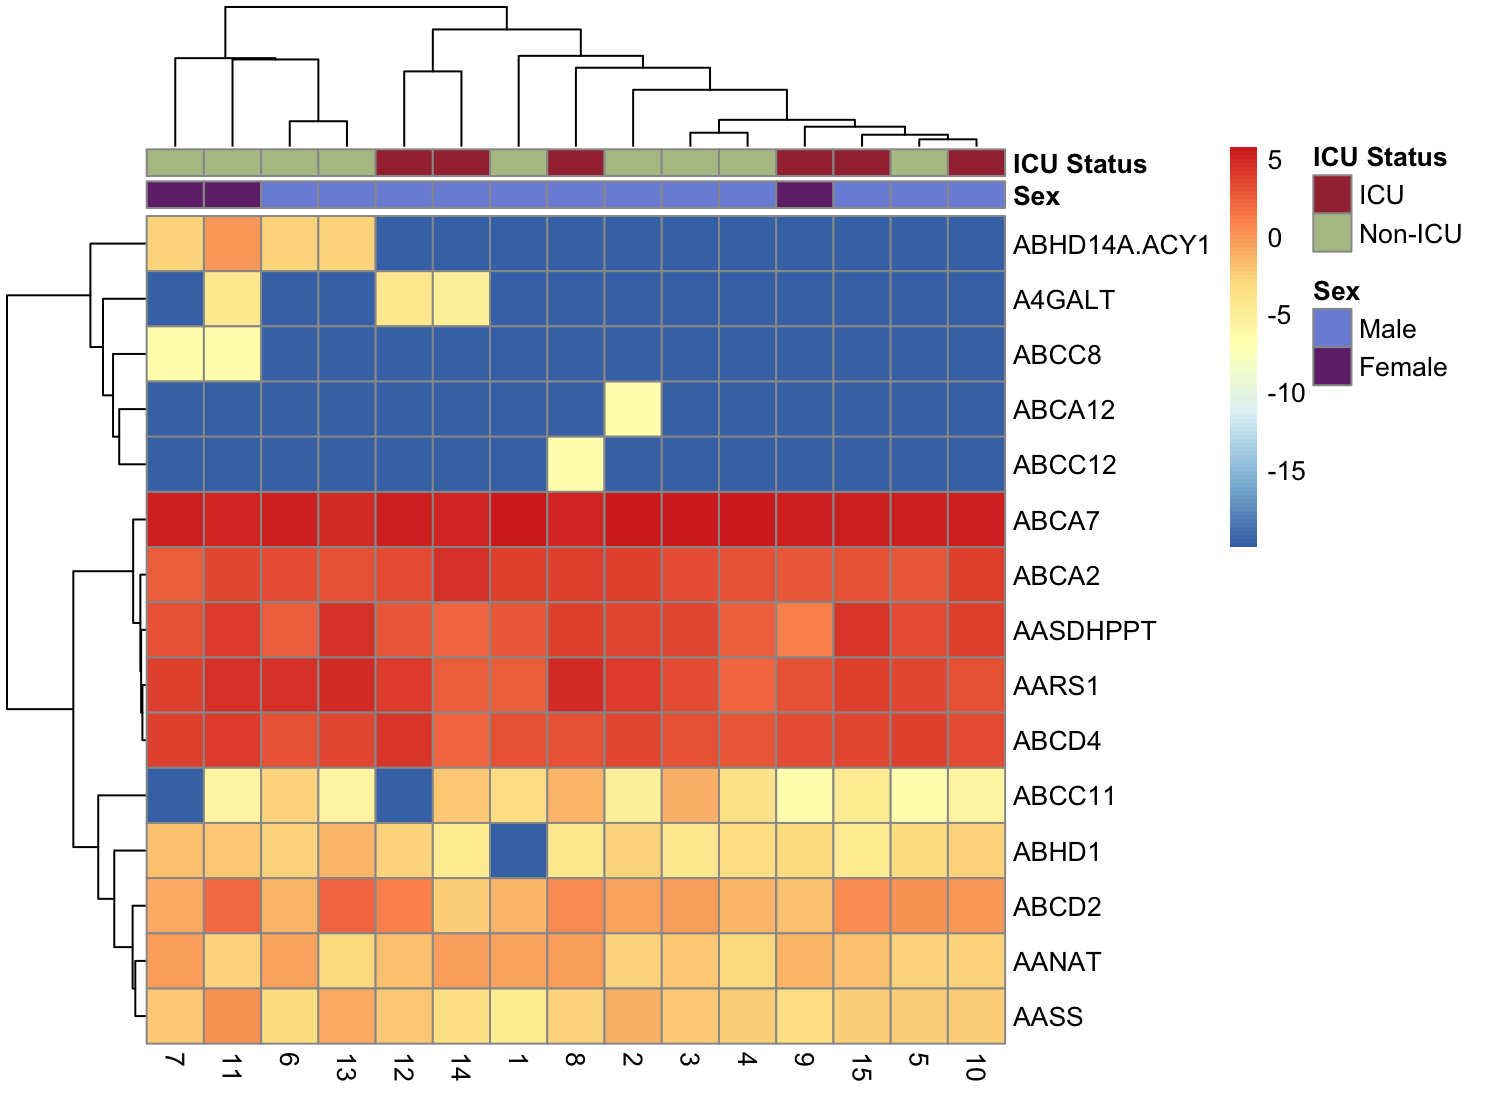 ICU Status
Sex
ABHD14A.ACY1
A4GALT
ABCC8
ABCA12
ABCC12
ABCA7
ABCA2
AASDHPPT
AARS1
ABCD4
ABCC11
ABHD1
ABCD2
AANAT
AASS
7 11 6 13 12 14 1 8 2 3 4 9 15 5 10
5
0
-5
-10
-15
ICU Status
ICU
Non-ICU
Sex
Male
Female